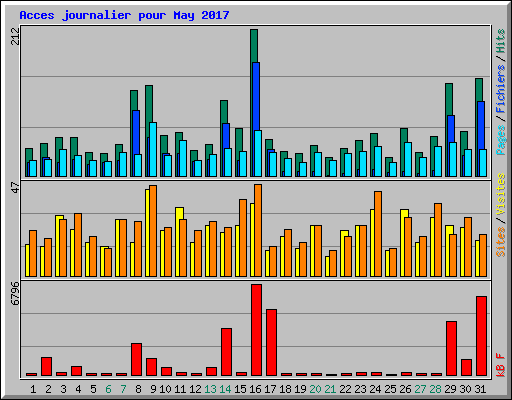 Acces journalier pour May 2017
212
Pages / Fichiers / Hits
47
Sites / Visites
6796
kB F
1 2 3 4 5 6 7 8 9 10 11 12 13 14 15 16 17 18 19 20 21 22 23 24 25 26 27 28 29 30 31